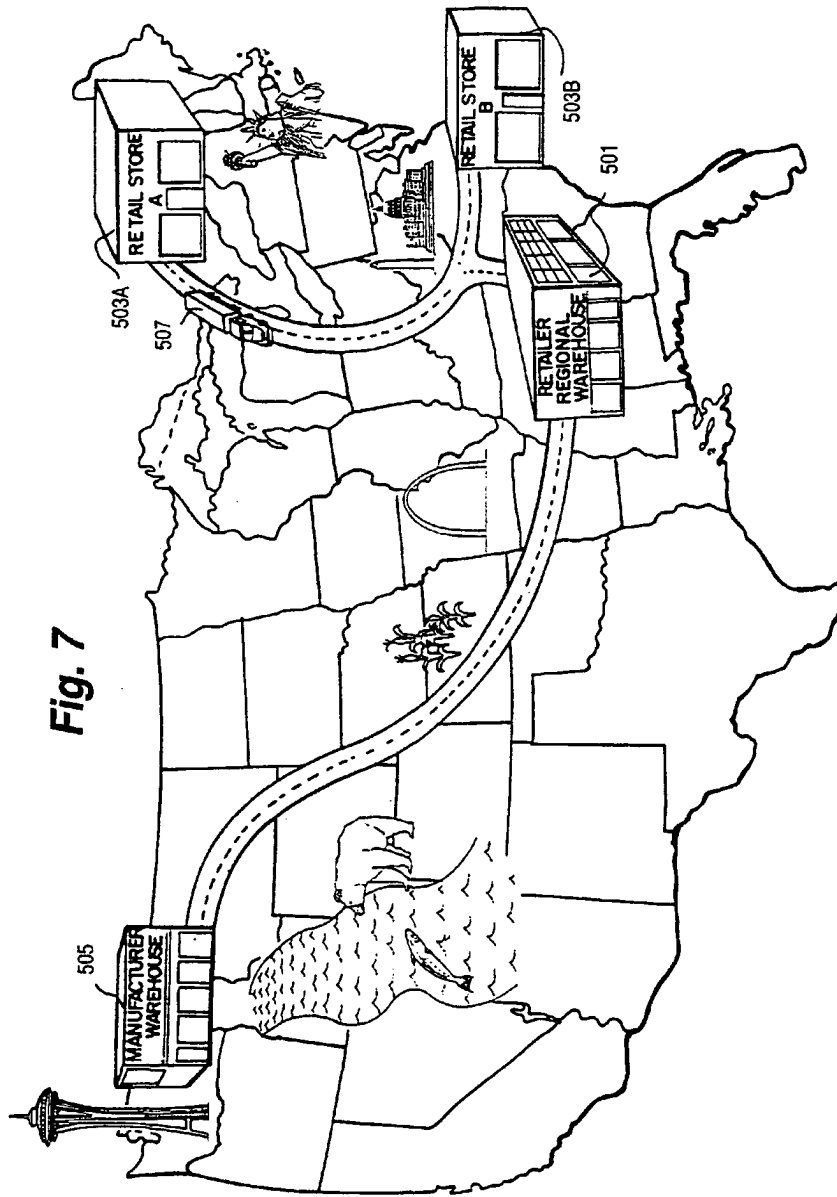 Fig. 7
505
MANUFACTURER
WAREHOUSE
503A
RETAIL STORE
A
507
RETAIL STORE
B
503B
RETAILER
REGIONAL
WAREHOUSE
501